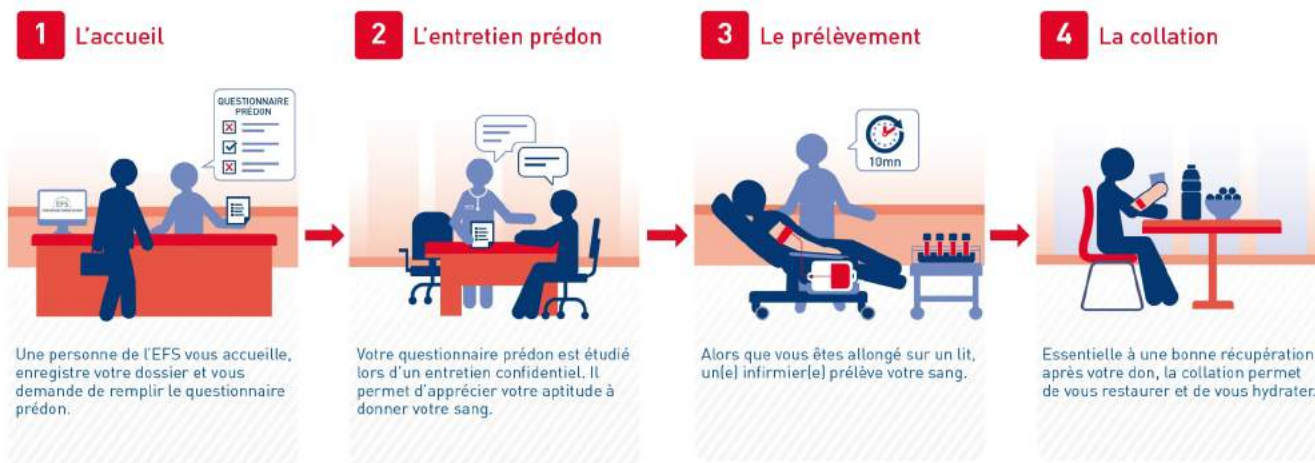 1 L'accueil
QUESTIONNAIRE
PRÉDON
EFS
Une personne de l'EFS vous accueille,
enregistre votre dossier et vous
demande de remplir le questionnaire
prédon.
2 L'entretien prédon
Votre questionnaire prédon est étudié
lors d'un entretien confidentiel. Il
permet d'apprécier votre aptitude à
donner votre sang.
3 Le prélèvement
10mn
Alors que vous êtes allongé sur un lit,
un(e) infirmier(e) prélève votre sang.
4 La collation
Essentielle à une bonne récupération
après votre don, la collation permet
de vous restaurer et de vous hydrater.